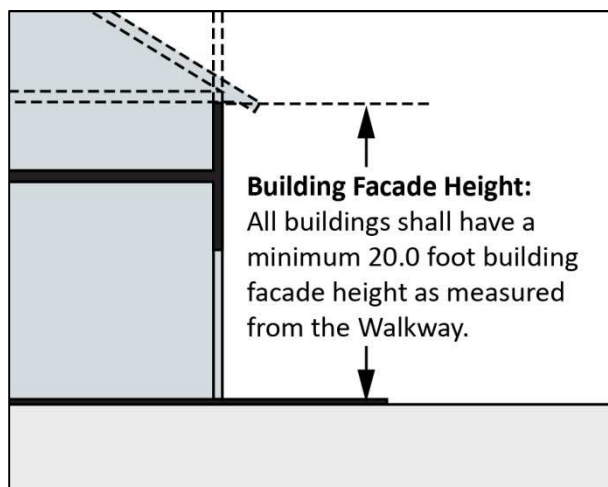 Building Facade Height:
All buildings shall have a
minimum 20.0 foot building
facade height as measured
from the Walkway.